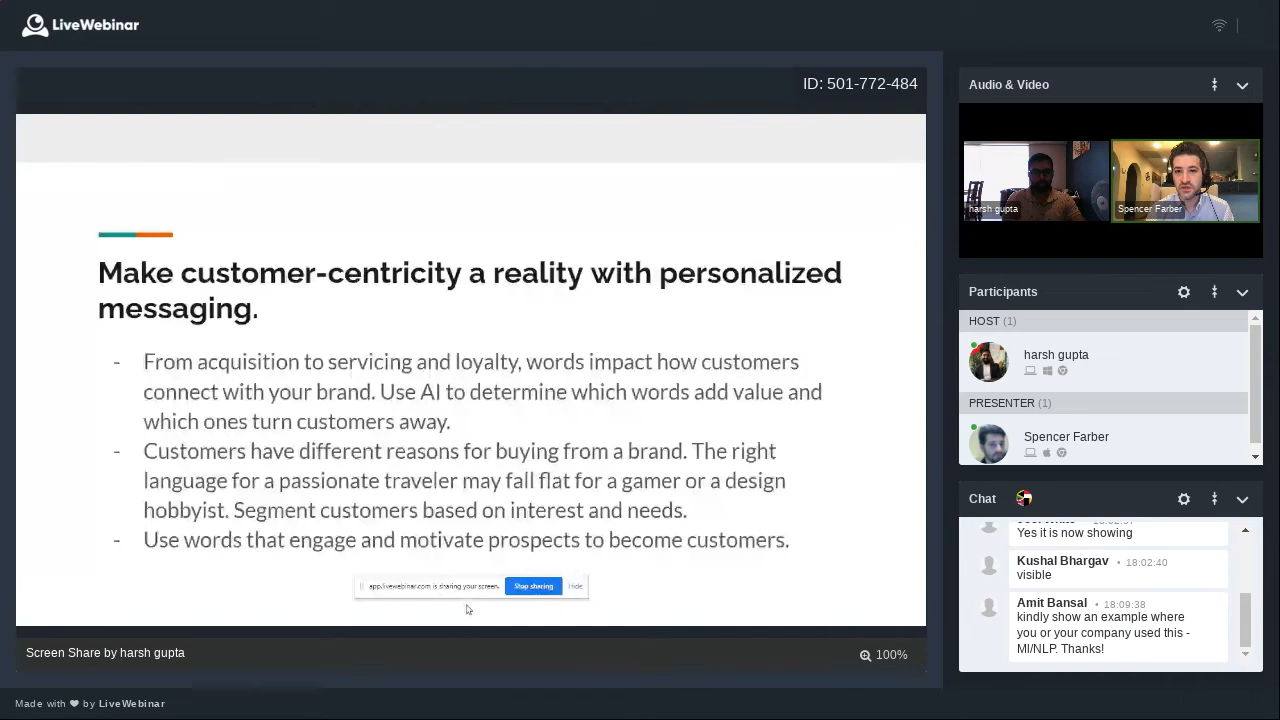 LiveWebinar
ID: 501-772-484
Make customer-centricity a reality with personalized
messaging.
- From acquisition to servicing and loyalty, words impact how customers
connect with your brand. Use AI to determine which words add value and
which ones turn customers away.
- Customers have different reasons for buying from a brand. The right
language for a passionate traveler may fall flat for a gamer or a design
hobbyist. Segment customers based on interest and needs.
- Use words that engage and motivate prospects to become customers.
app.livewebinar.com is sharing your screen. Stop sharing Hide
Screen Share by harsh gupta
100%
Made with ❤ by LiveWebinar
Audio & Video
harsh gupta
Spencer Farber
Participants
HOST (1)
harsh gupta
PRESENTER (1)
Spencer Farber
Chat
Yes it is now showing
Kushal Bhargav • 18:02:40
visible
Amit Bansal • 18:09:38
kindly show an example where
you or your company used this -
MI/NLP. Thanks!